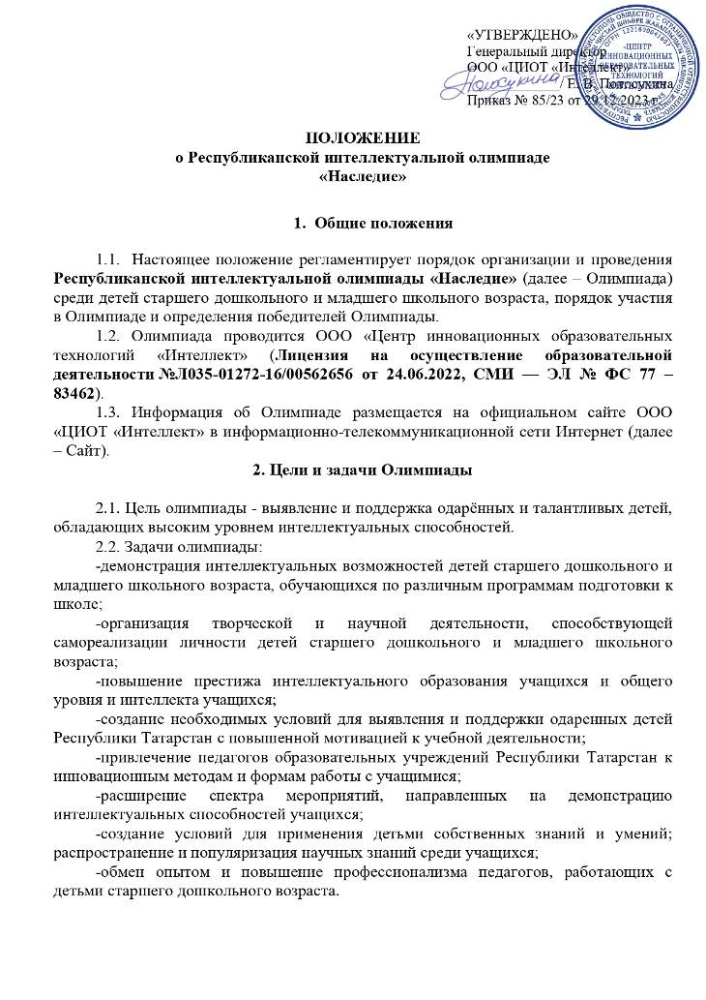 «УТВЕРЖДЕНО»
Генеральный директор
ООО «ЦИОТ «Интеллект»
/ Е. В.
Приказ № 85/23 от 29.12.2023 г.
«ЦЕНТР
ИННОВАЦИОННЫХ
ОБРАЗОВАТЕЛЬНЫХ
ТЕХНОЛОГИЙ
ПОЛОЖЕНИЕ
о Республиканской интеллектуальной олимпиаде
«Наследие»
1. Общие положения
1.1. Настоящее положение регламентирует порядок организации и проведения
Республиканской интеллектуальной олимпиады «Наследие» (далее – Олимпиада)
среди детей старшего дошкольного и младшего школьного возраста, порядок участия
в Олимпиаде и определения победителей Олимпиады.
1.2. Олимпиада проводится ООО «Центр инновационных образовательных
технологий «Интеллект» (Лицензия на осуществление образовательной
деятельности №Л035-01272-16/00562656 от 24.06.2022, СМИ — ЭЛ № ФС 77 –
83462).
1.3. Информация об Олимпиаде размещается на официальном сайте ООО
«ЦИОТ «Интеллект» в информационно-телекоммуникационной сети Интернет (далее
– Сайт).
2. Цели и задачи Олимпиады
2.1. Цель олимпиады - выявление и поддержка одарённых и талантливых детей,
обладающих высоким уровнем интеллектуальных способностей.
2.2. Задачи олимпиады:
-демонстрация интеллектуальных возможностей детей старшего дошкольного и
младшего школьного возраста, обучающихся по различным программам подготовки к
школе;
-организация творческой и научной деятельности, способствующей
самореализации личности детей старшего дошкольного и младшего школьного
возраста;
-повышение престижа интеллектуального образования учащихся и общего
уровня и интеллекта учащихся;
-создание необходимых условий для выявления и поддержки одаренных детей
Республики Татарстан с повышенной мотивацией к учебной деятельности;
-привлечение педагогов образовательных учреждений Республики Татарстан к
инновационным методам и формам работы с учащимися;
-расширение спектра мероприятий, направленных на демонстрацию
интеллектуальных способностей учащихся;
-создание условий для применения детьми собственных знаний и умений;
распространение и популяризация научных знаний среди учащихся;
-обмен опытом и повышение профессионализма педагогов, работающих с
детьми старшего дошкольного возраста.